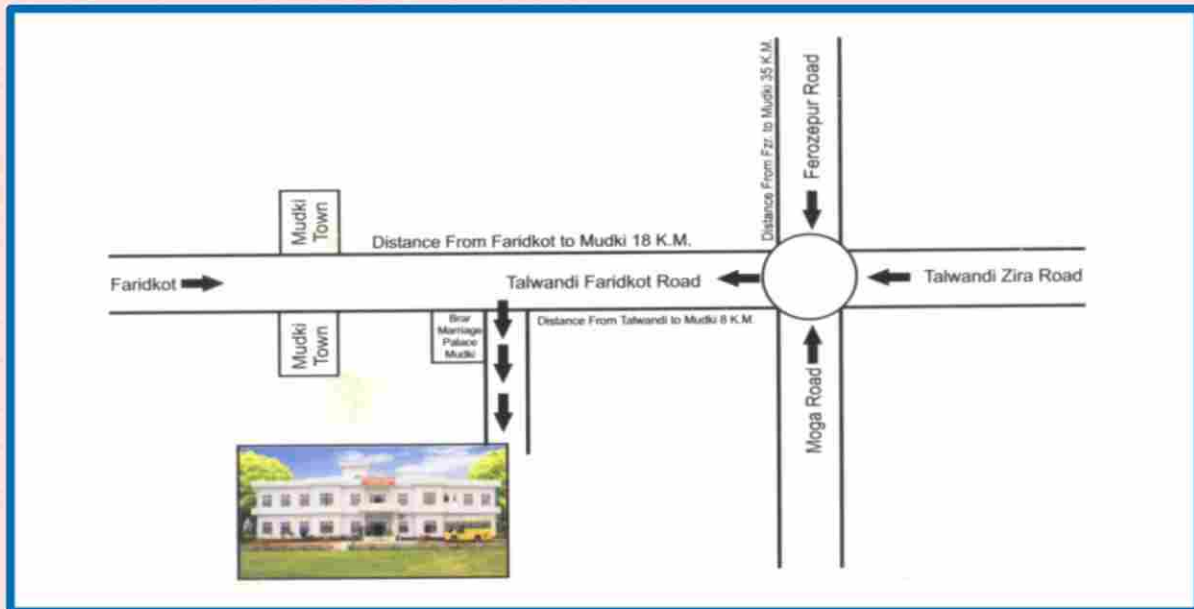 Distance From Fzr. to Mudki 35 K.M.
Ferozepur Road
Mudki
Town
Distance From Faridkot to Mudki 18 K.M.
Faridkot
Talwandi Faridkot Road
Talwandi Zira Road
Mudki
Town
Brar
Marriage
Palace
Mudki
Distance From Talwandi to Mudki 8 K.M.
Moga Road